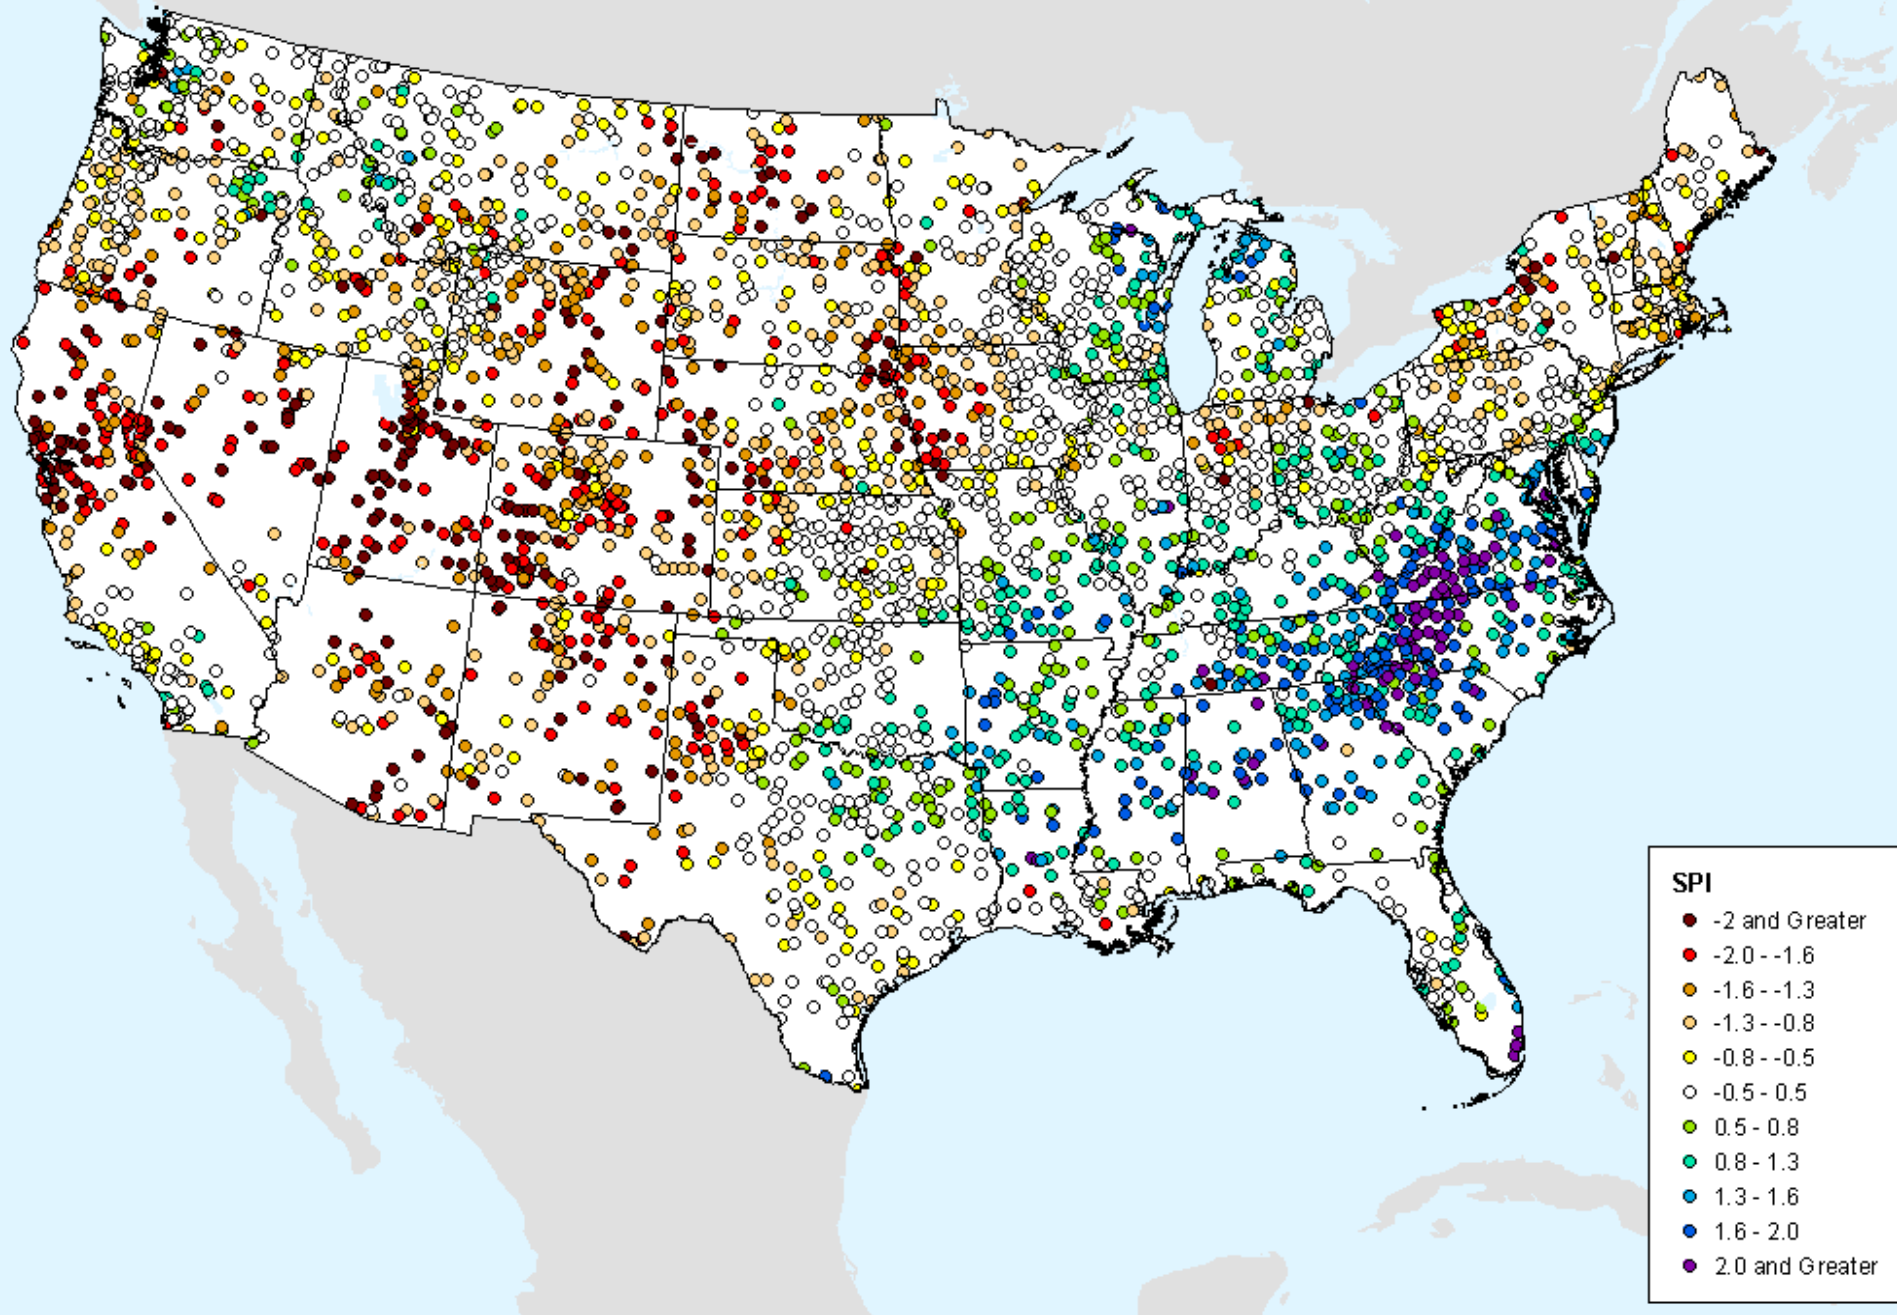 SPI
-2 and Greater
-2.0 - -1.6
-1.6 - -1.3
-1.3 - -0.8
-0.8 - -0.5
-0.5 - 0.5
0.5 - 0.8
0.8 - 1.3
1.3 - 1.6
1.6 - 2.0
2.0 and Greater